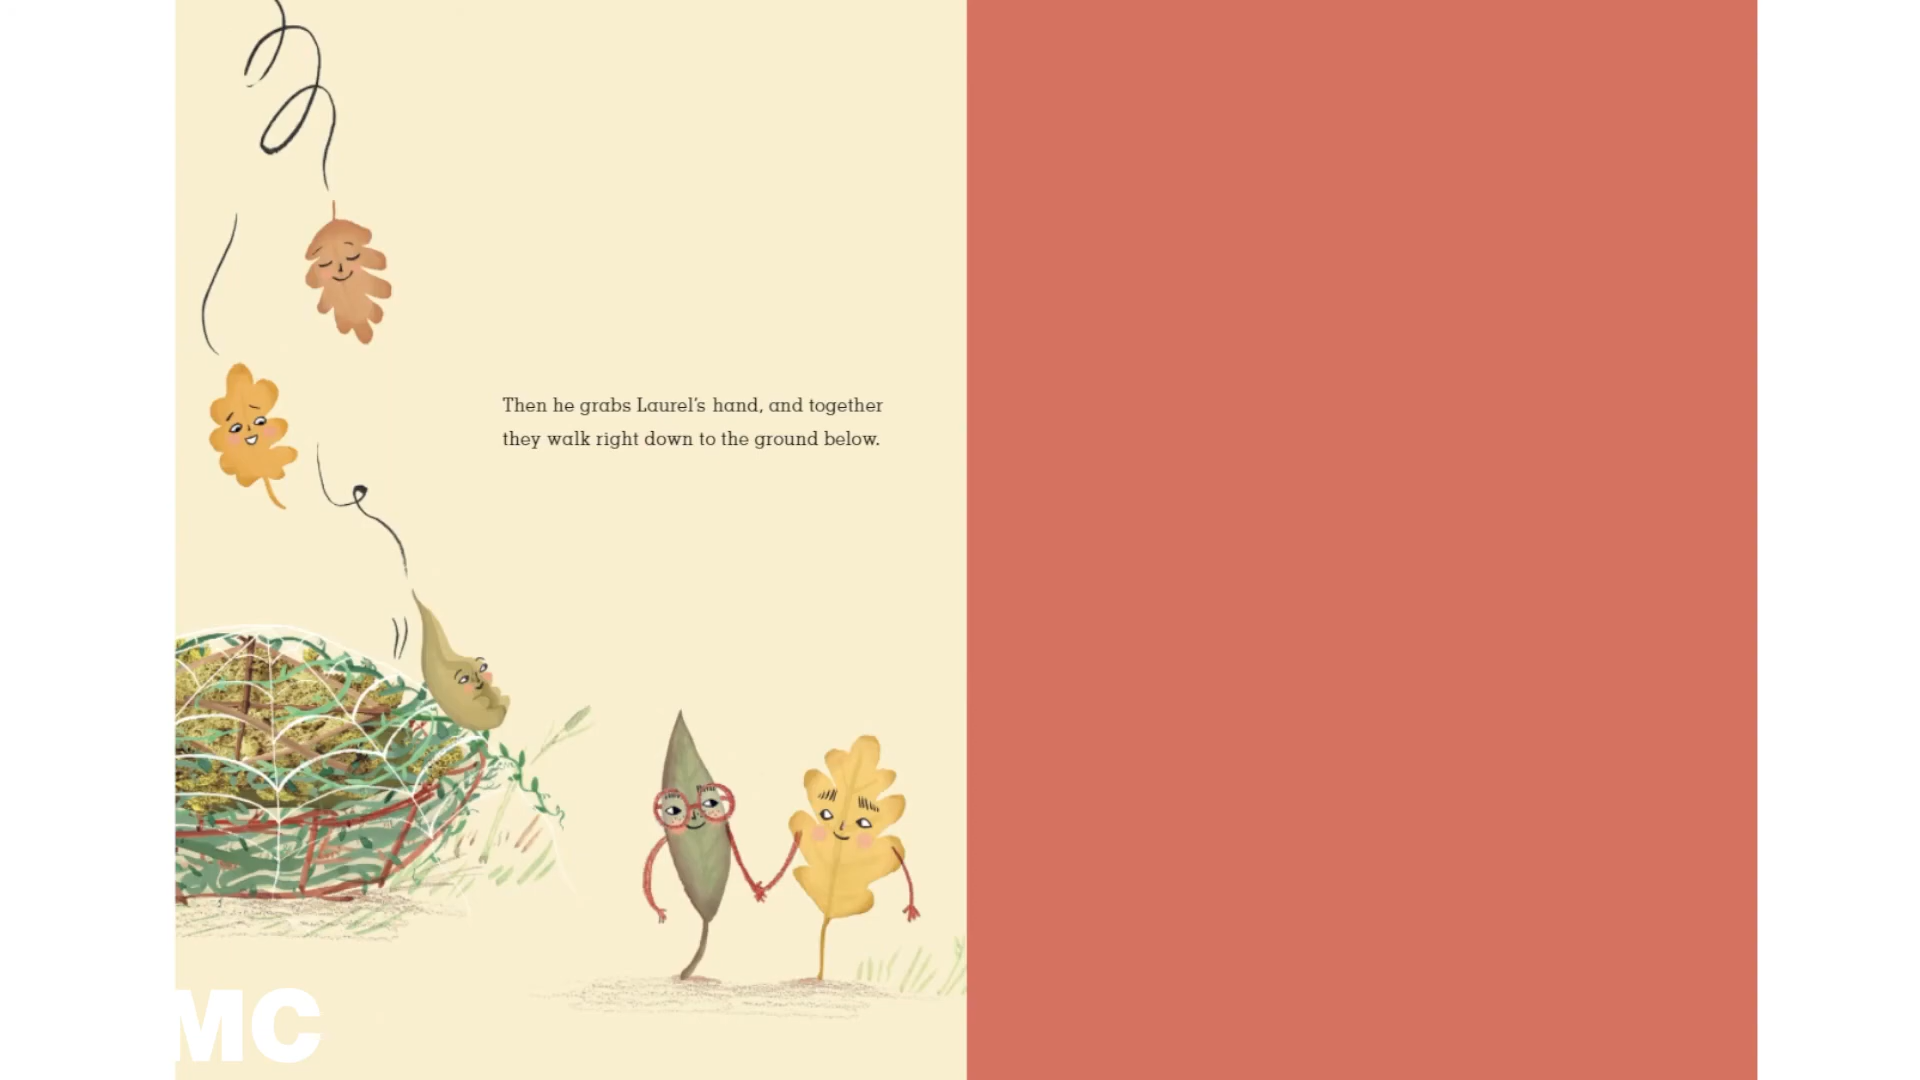 Then he grabs Laurel's hand, and together
they walk right down to the ground below.
MC